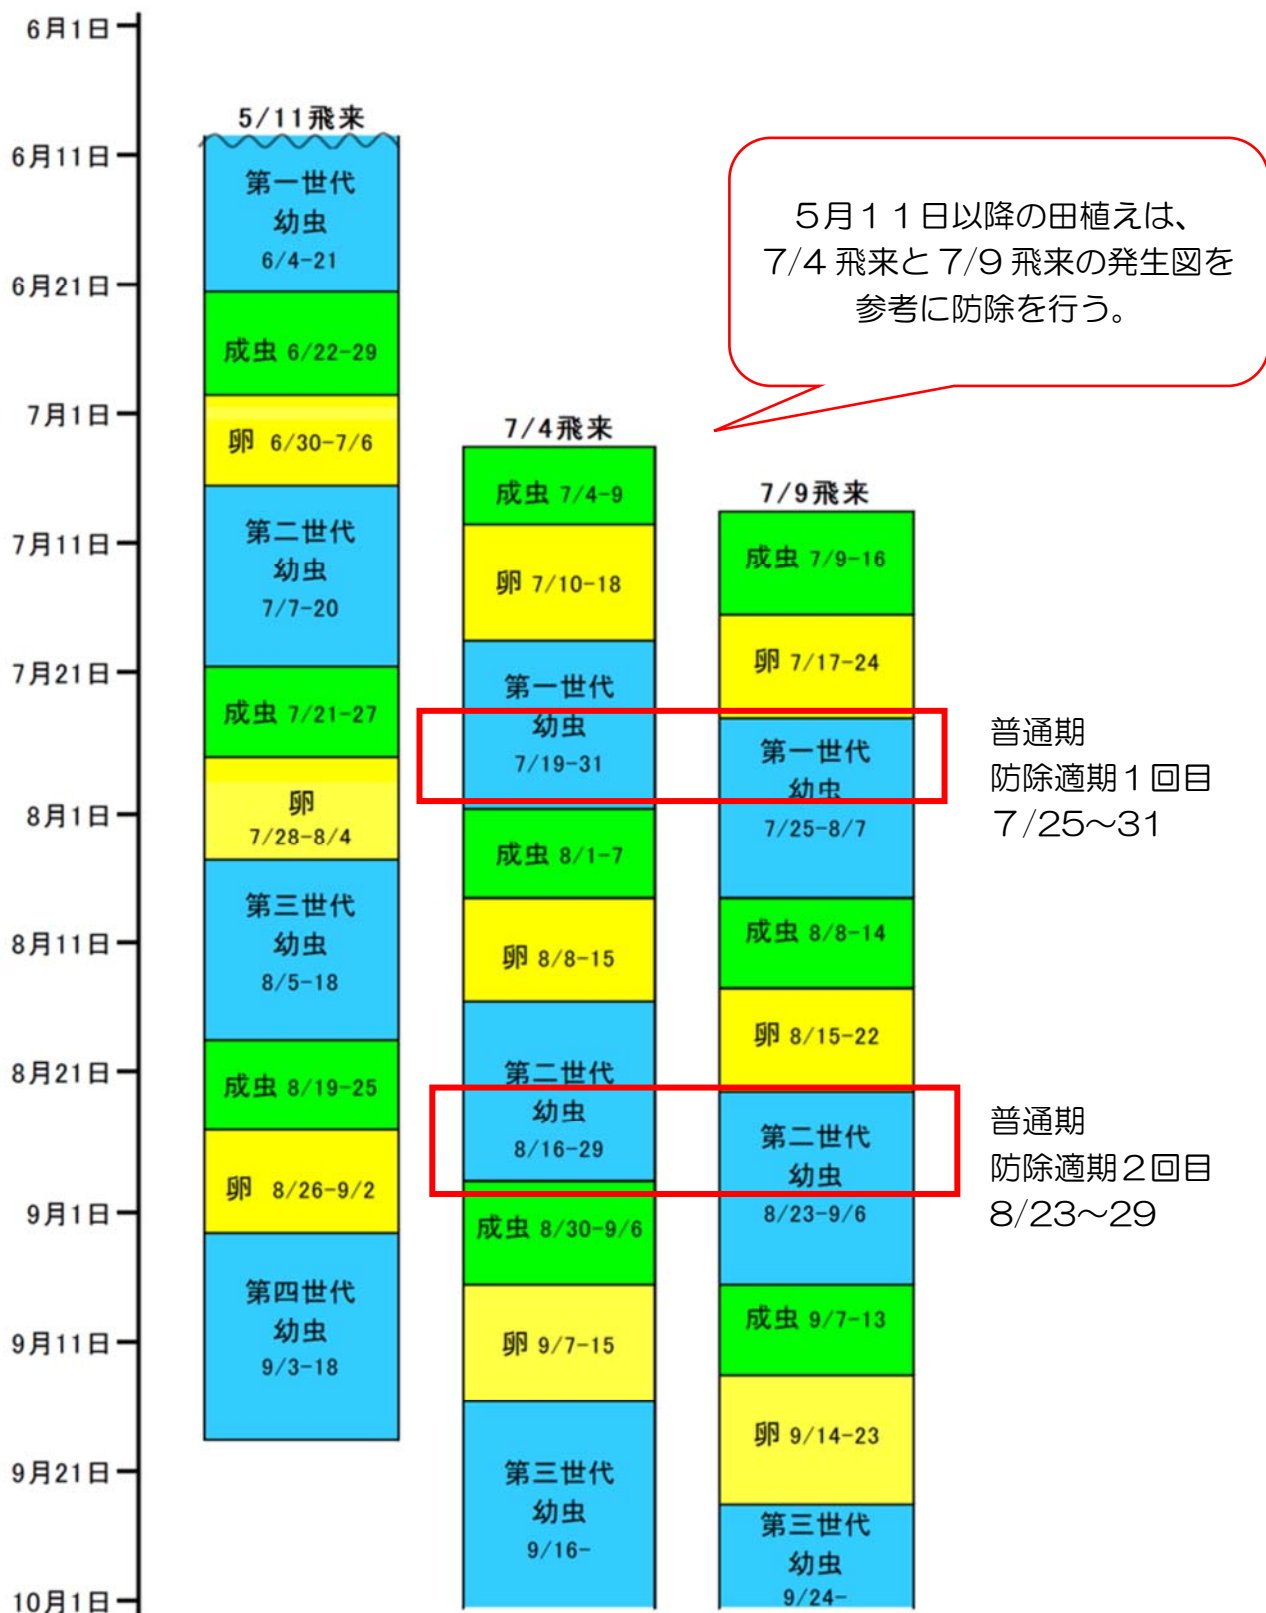 6月1日
6月11日
6月21日
7月1日
7月11日
7月21日
8月1日
8月11日
8月21日
9月1日
9月11日
9月21日
10月1日
5/11飛来
第一世代
幼虫
6/4-21
成虫 6/22-29
卵 6/30-7/6
第二世代
幼虫
7/7-20
成虫 7/21-27
卵
7/28-8/4
第三世代
幼虫
8/5-18
成虫 8/19-25
卵 8/26-9/2
第四世代
幼虫
9/3-18
7/4飛来
成虫 7/4-9
卵 7/10-18
第一世代
幼虫
7/19-31
成虫 8/1-7
卵 8/8-15
第二世代
幼虫
8/16-29
成虫 8/30-9/6
卵 9/7-15
第三世代
幼虫
9/16-
7/9飛来
成虫 7/9-16
卵 7/17-24
第一世代
幼虫
7/25-8/7
成虫 8/8-14
卵 8/15-22
第二世代
幼虫
8/23-9/6
成虫 9/7-13
卵 9/14-23
第三世代
幼虫
9/24-
５月１１日以降の田植えは、
7/4 飛来と 7/9 飛来の発生図を
参考に防除を行う。
普通期
防除適期１回目
７/25～31
普通期
防除適期２回目
8/23～29